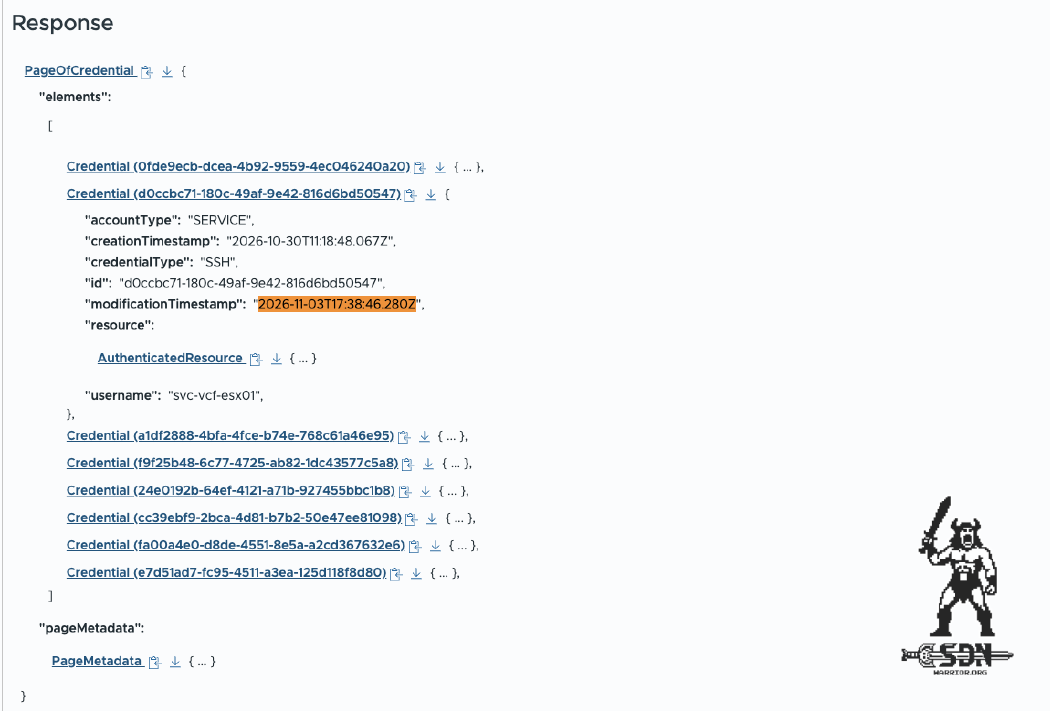 Response
PageOfCredential {
"elements":
[
Credential (0fde9ecb-dcea-4b92-9559-4ec046240a20) { ... },
Credential (d0ccbc71-180c-49af-9e42-816d6bd50547) {
"accountType": "SERVICE",
"creationTimestamp": "2026-10-30T11:18:48.067Z",
"credentialType": "SSH",
"id": "d0ccbc71-180c-49af-9e42-816d6bd50547",
"modificationTimestamp": "2026-11-03T17:38:46.280Z",
"resource":
AuthenticatedResource { ... }
"username": "svc-vcf-esx01",
},
Credential (a1df2888-4bfa-4fce-b74e-768c61a46e95) { ... },
Credential (f9f25b48-6c77-4725-ab82-1dc43577c5a8) { ... },
Credential (24e0192b-64ef-4121-a71b-927455bbc1b8) { ... },
Credential (cc39ebf9-2bca-4d81-b7b2-50e47ee81098) { ... },
Credential (fa00a4e0-d8de-4551-8e5a-a2cd367632e6) { ... },
Credential (e7d51ad7-fc95-4511-a3ea-125d118f8d80) { ... },
]
"pageMetadata":
PageMetadata { ... }
}
SDN
WARRIOR.ORG